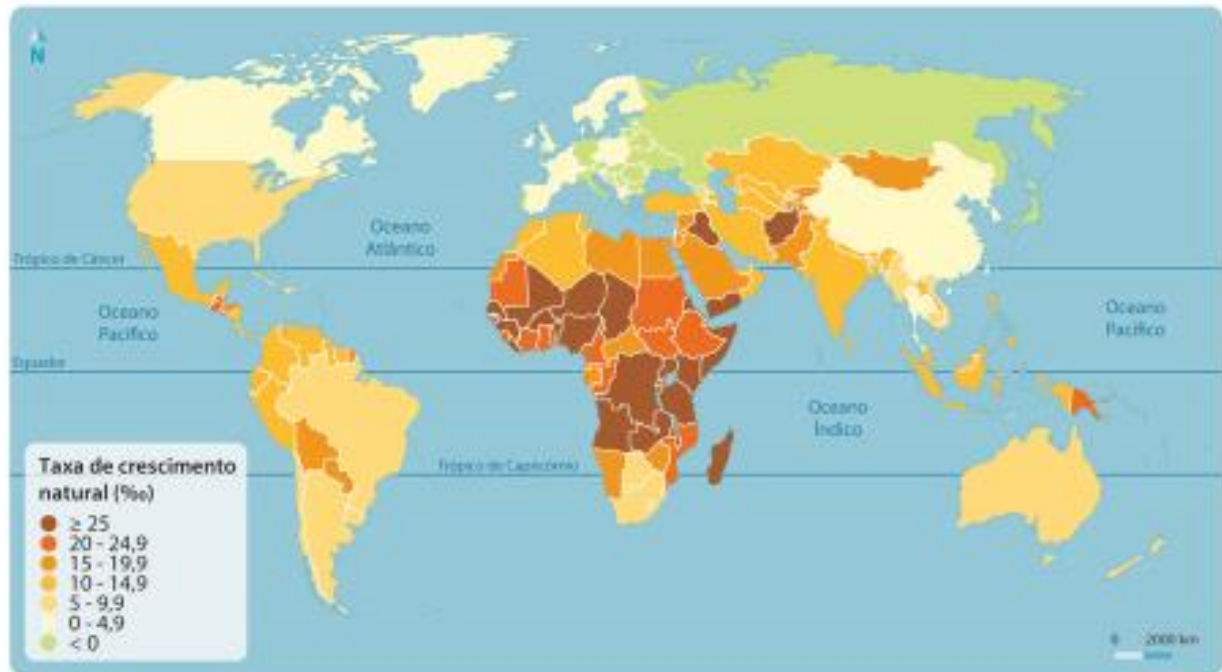 N
Oceano
Atlântico
Trópico de Câncer
Oceano
Pacífico
Oceano
Pacífico
Equador
Oceano
Índico
Trópico de Capricórnio
Taxa de crescimento
natural (‰)
≥ 25
20 - 24,9
15 - 19,9
10 - 14,9
5 - 9,9
0 - 4,9
< 0
0 2000 km